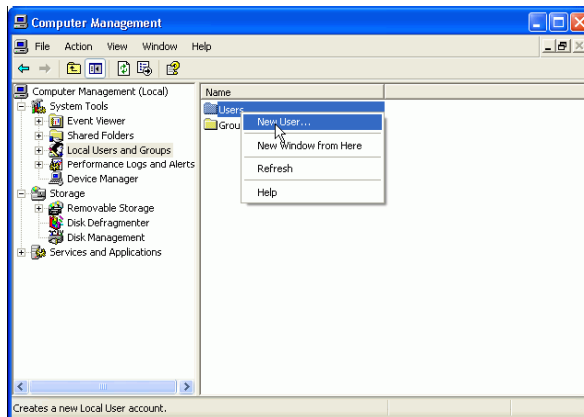 Computer Management
File Action View Window Help
Computer Management (Local)
System Tools
Event Viewer
Shared Folders
Local Users and Groups
Performance Logs and Alerts
Device Manager
Storage
Removable Storage
Disk Defragmenter
Disk Management
Services and Applications
Name
Users
Grou
New User...
New Window from Here
Refresh
Help
Creates a new Local User account.